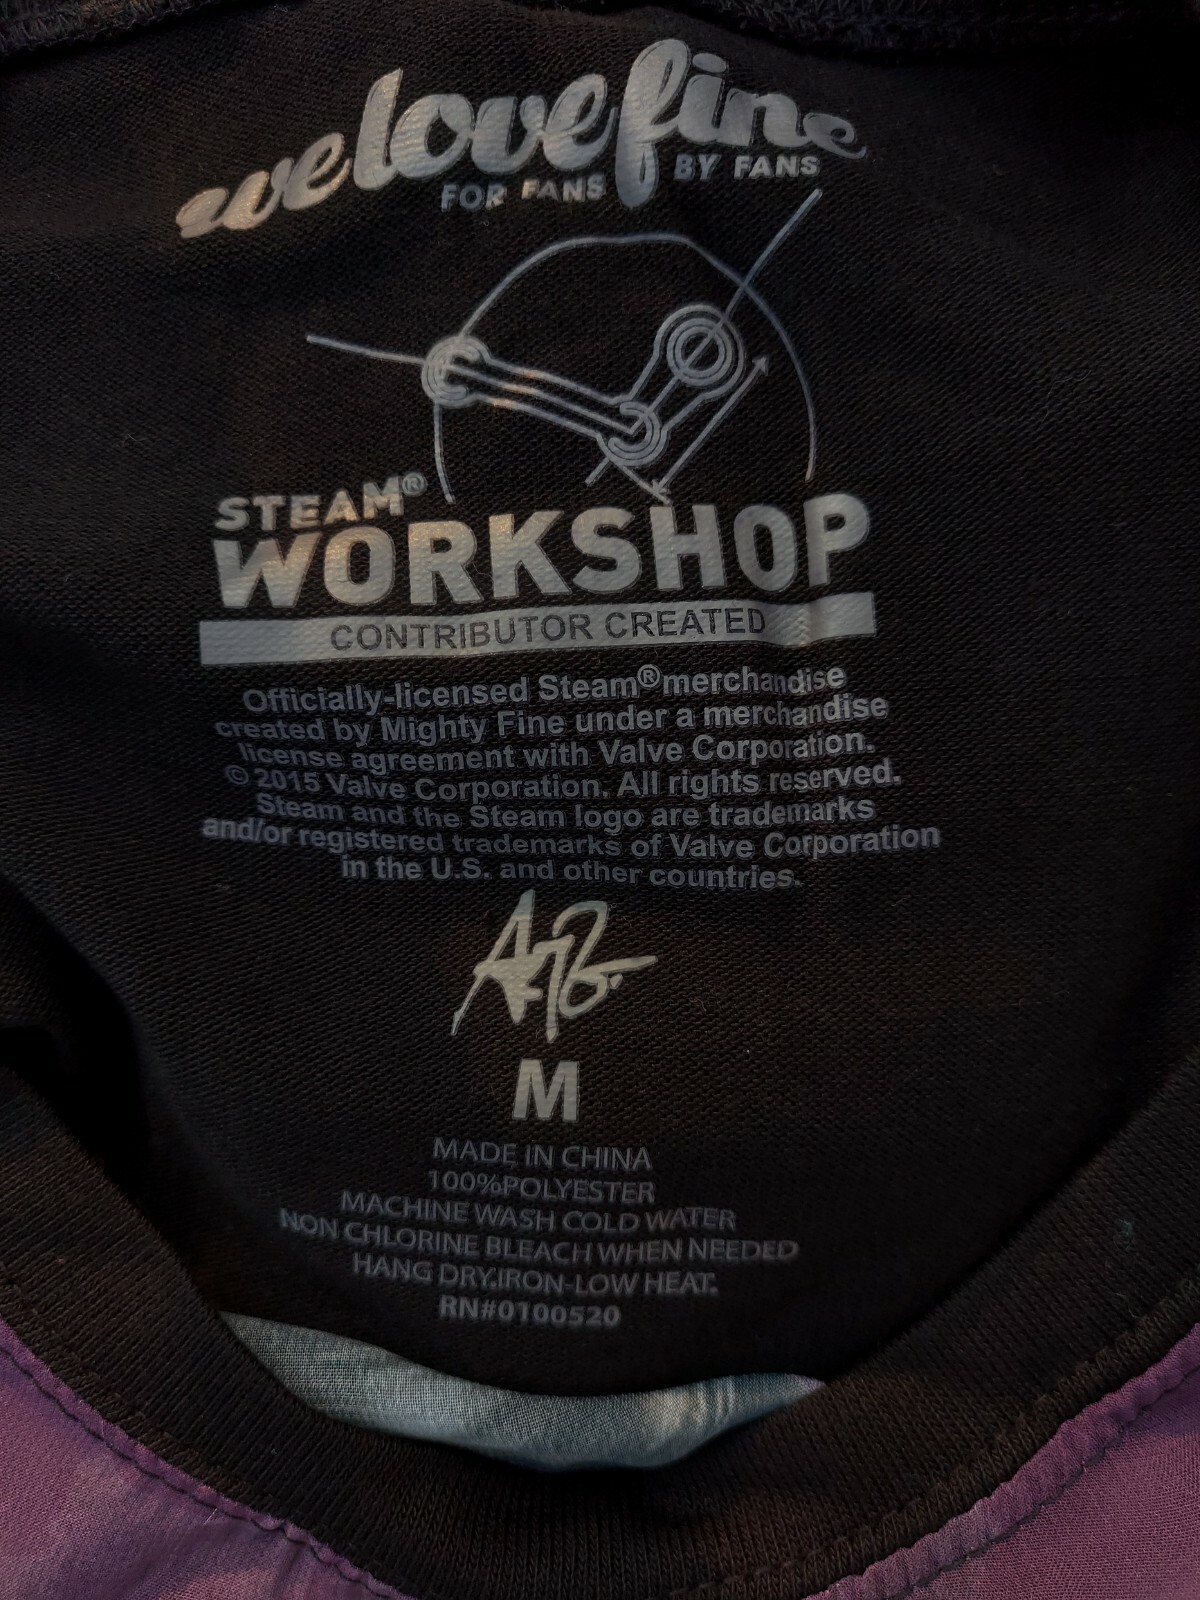 welovefine
FOR FANS BY FANS
STEAM®
WORKSHOP
CONTRIBUTOR CREATED
Officially-licensed Steam® merchandise
created by Mighty Fine under a merchandise
license agreement with Valve Corporation.
© 2015 Valve Corporation. All rights reserved.
Steam and the Steam logo are trademarks
and/or registered trademarks of Valve Corporation
in the U.S. and other countries.
M
MADE IN CHINA
100%POLYESTER
MACHINE WASH COLD WATER
NON CHLORINE BLEACH WHEN NEEDED
HANG DRY.IRON-LOW HEAT.
RN#0100520